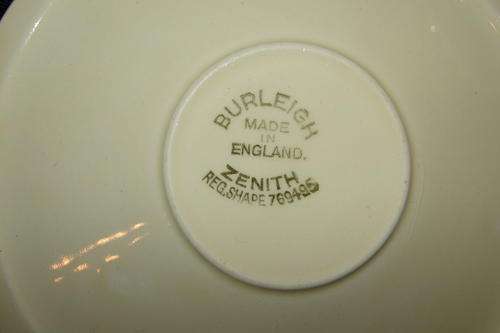 BURLEIGH
MADE
IN
ENGLAND.
ZENITH
REG.SHAPE 769495